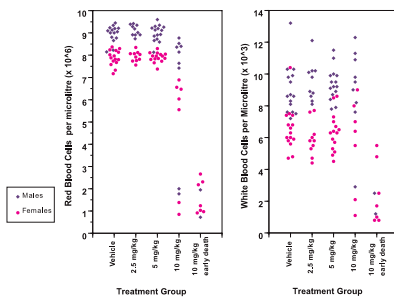 Red Blood Cells per microlitre (x 10^6)
10
9
8
7
6
5
4
3
2
1
0
Vehicle
2.5 mg/kg
5 mg/kg
10 mg/kg
10 mg/kg
early death
Treatment Group
Males
Females
White Blood Cells per Microlitre (x 10^3)
14
12
10
8
6
4
2
0
Vehicle
2.5 mg/kg
5 mg/kg
10 mg/kg
10 mg/kg
early death
Treatment Group